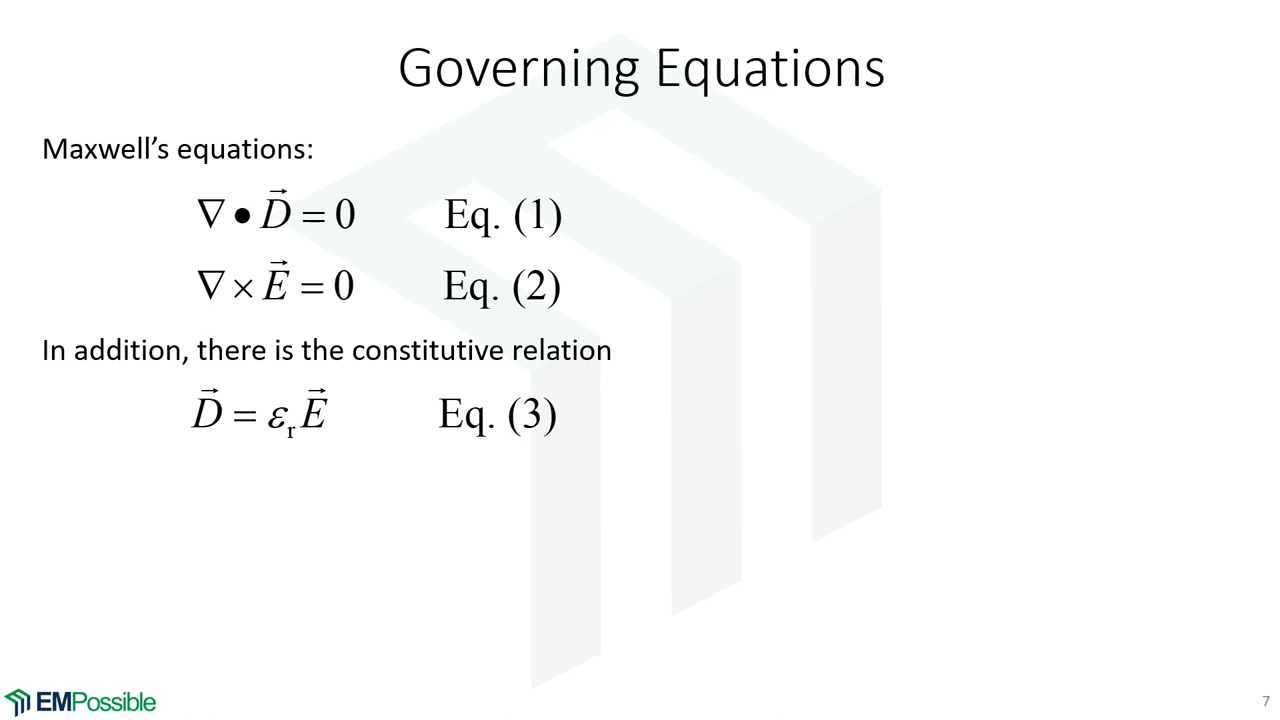 Governing Equations
Maxwell's equations:
∇ • D⃗ = 0 Eq. (1)
∇ × E⃗ = 0 Eq. (2)
In addition, there is the constitutive relation
D⃗ = εᵣ E⃗ Eq. (3)
EMPossible
7